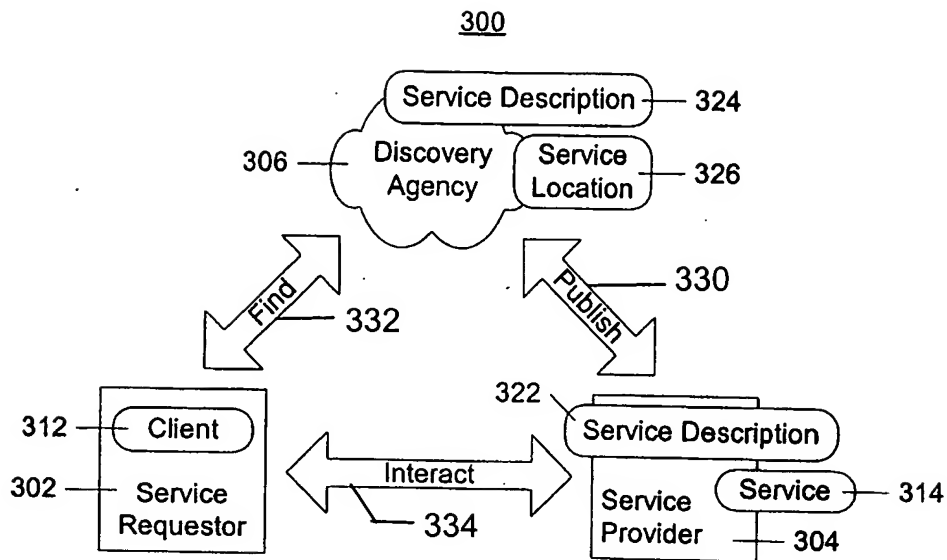 300
Service Description
324
306
Discovery
Agency
Service
Location
326
Find
332
Publish
330
312
Client
302
Service
Requestor
Interact
334
322
Service Description
Service
314
Service
Provider
304